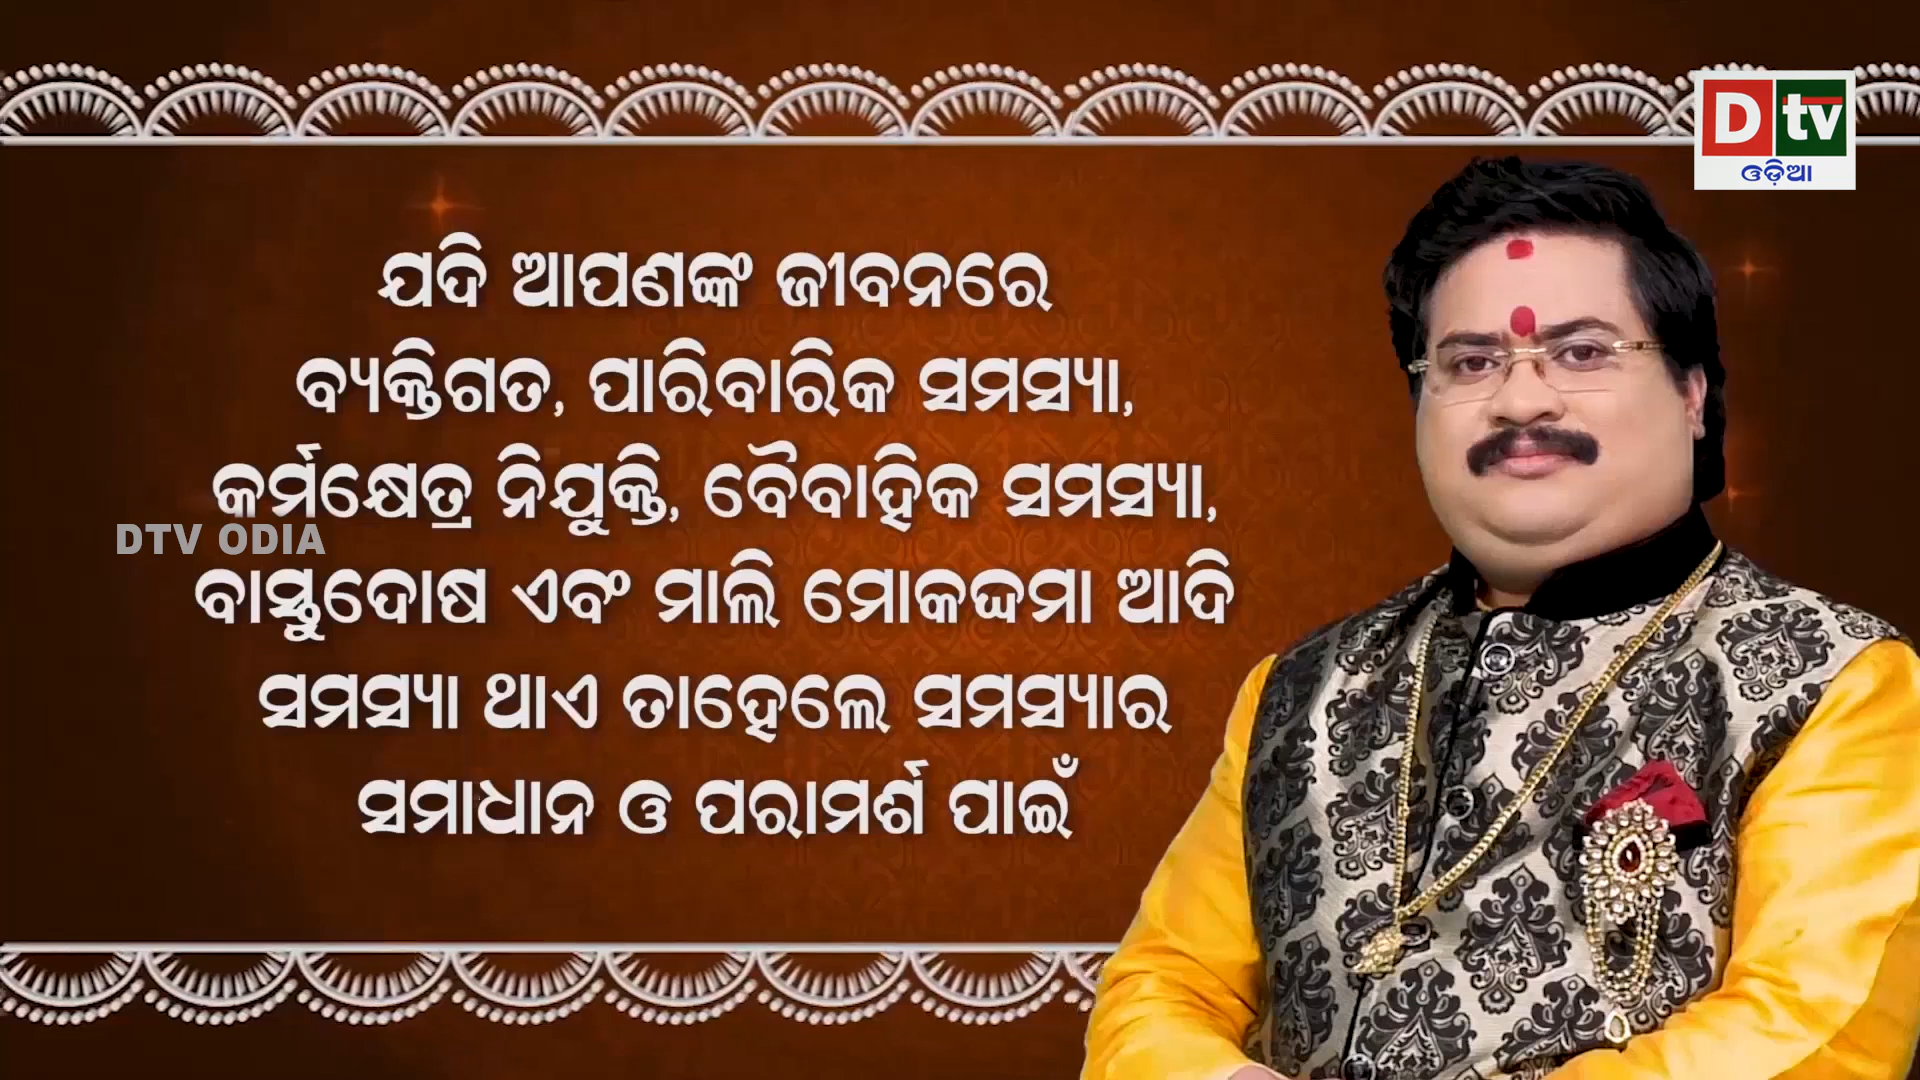 D tv
ଓଡ଼ିଆ
ଯଦି ଆପଣଙ୍କ ଜୀବନରେ
ବ୍ୟକ୍ତିଗତ, ପାରିବାରିକ ସମସ୍ୟା,
କର୍ମକ୍ଷେତ୍ର ନିଯୁକ୍ତି, ବୈବାହିକ ସମସ୍ୟା,
DTV ODIA
ବାସ୍ତୁଦୋଷ ଏବଂ ମାଲି ମୋକଦ୍ଦମା ଆଦି
ସମସ୍ୟା ଥାଏ ତାହେଲେ ସମସ୍ୟାର
ସମାଧାନ ଓ ପରାମର୍ଶ ପାଇଁ